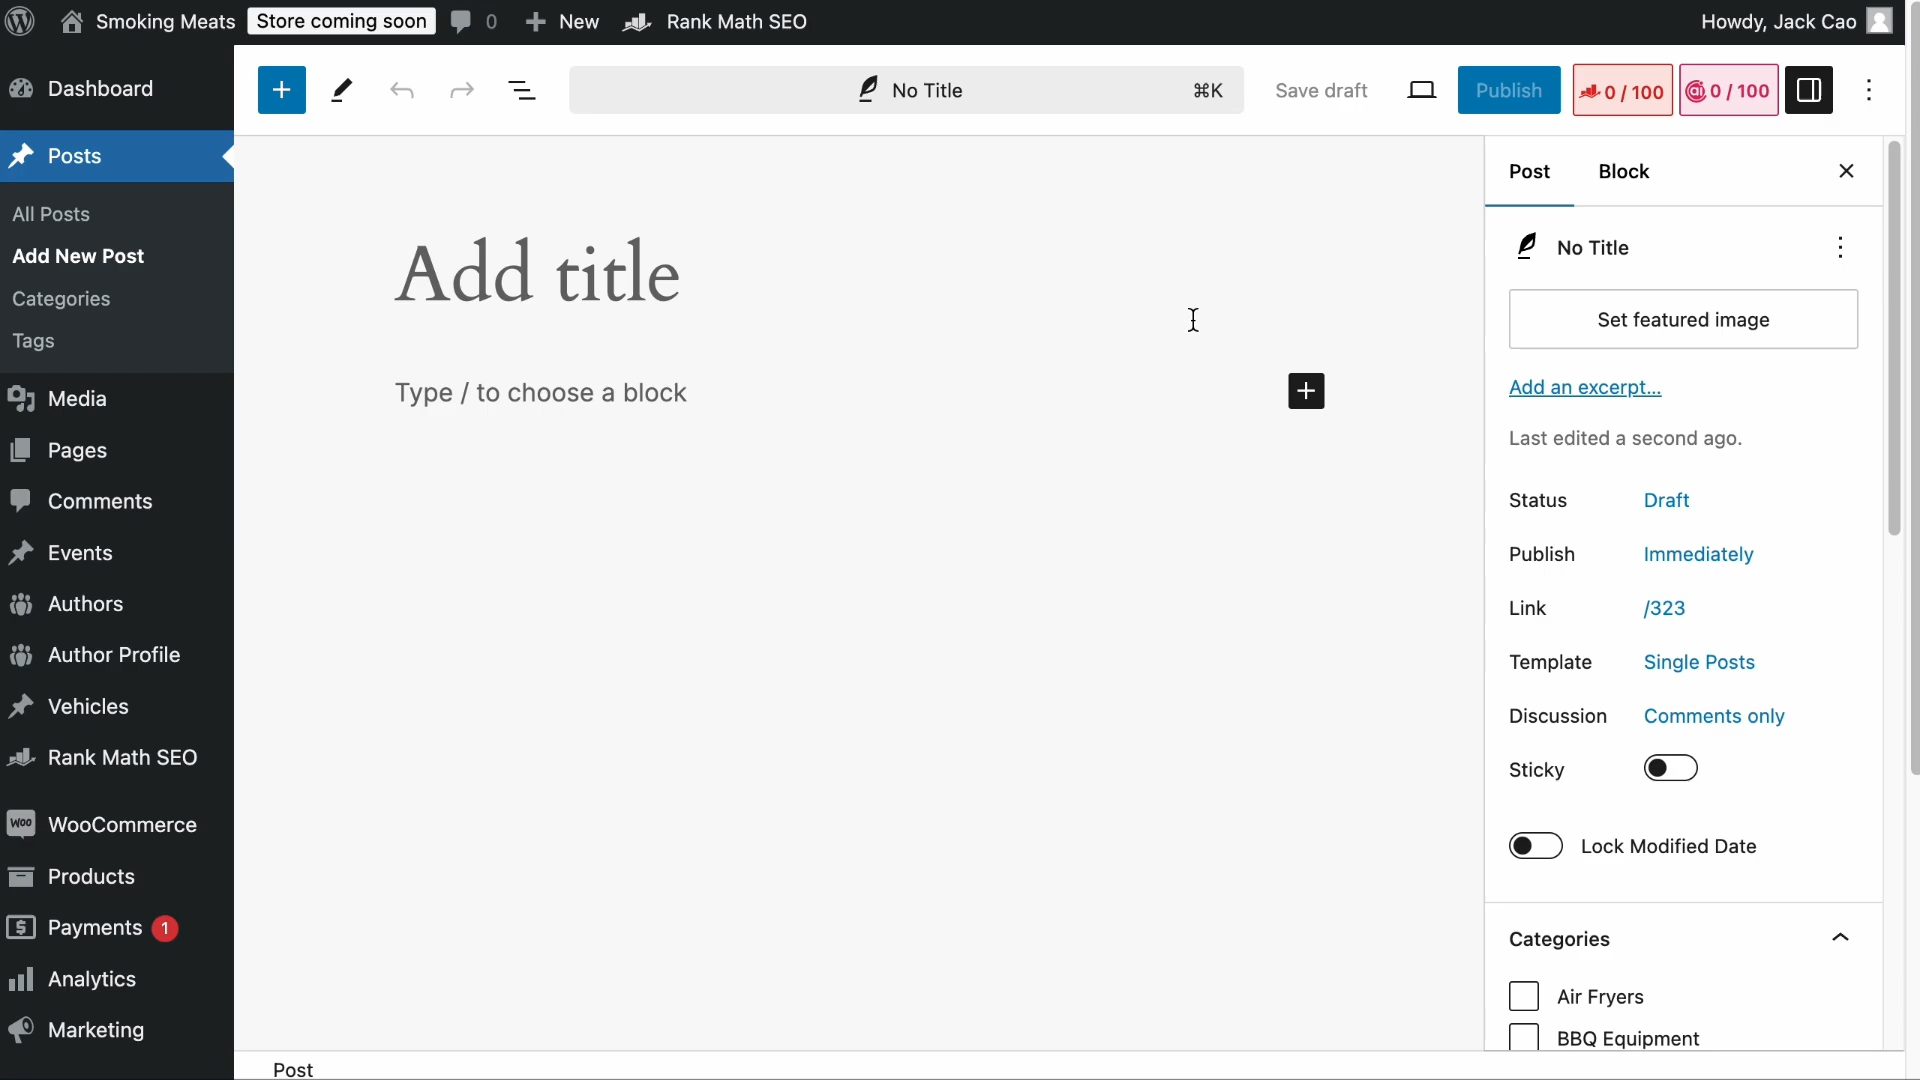 Smoking Meats Store coming soon 0 New Rank Math SEO Howdy, Jack Cao
No Title ⌘K Save draft Publish 0 / 100 0 / 100
Dashboard
Posts
All Posts
Add New Post
Categories
Tags
Media
Pages
Comments
Events
Authors
Author Profile
Vehicles
Rank Math SEO
WOO WooCommerce
Products
Payments 1
Analytics
Marketing
Add title
Type / to choose a block
Post
Post Block
No Title
Set featured image
Add an excerpt...
Last edited a second ago.
Status Draft
Publish Immediately
Link /323
Template Single Posts
Discussion Comments only
Sticky
Lock Modified Date
Categories
Air Fryers
BBQ Equipment